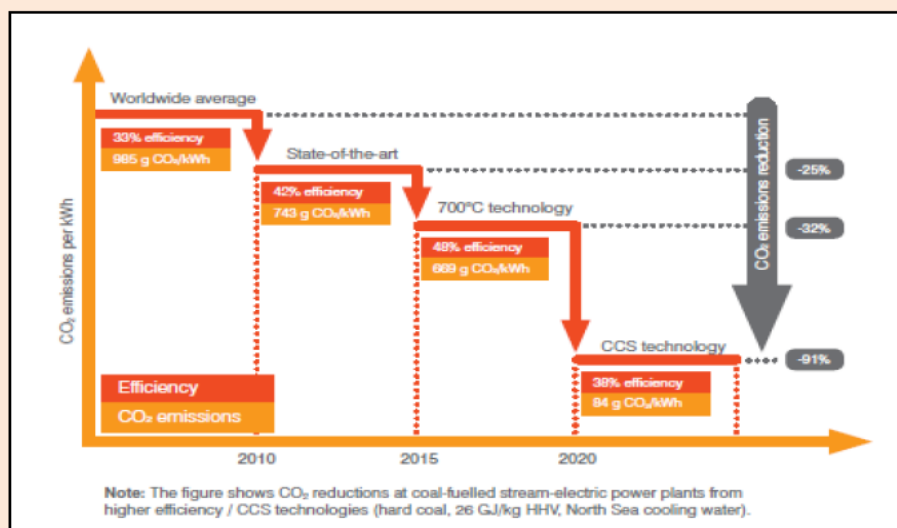 Worldwide average
33% efficiency
985 g CO₂/kWh
State-of-the-art
42% efficiency
743 g CO₂/kWh
700°C technology
48% efficiency
669 g CO₂/kWh
CCS technology
38% efficiency
84 g CO₂/kWh
CO₂ emissions reduction
-25%
-32%
-91%
CO₂ emissions per kWh
Efficiency
CO₂ emissions
2010
2015
2020
Note: The figure shows CO₂ reductions at coal-fuelled stream-electric power plants from
higher efficiency / CCS technologies (hard coal, 26 GJ/kg HHV, North Sea cooling water).